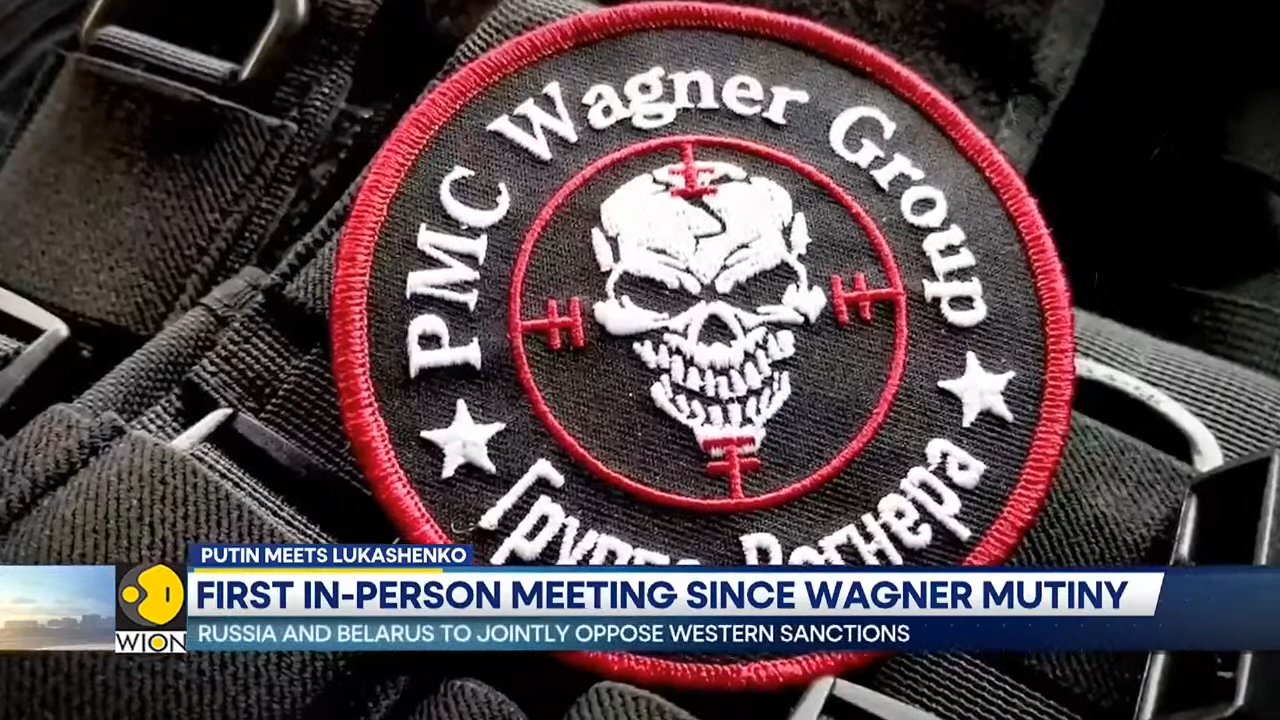 PMC Wagner Group
Группа Вагнера
PUTIN MEETS LUKASHENKO
FIRST IN-PERSON MEETING SINCE WAGNER MUTINY
WION
RUSSIA AND BELARUS TO JOINTLY OPPOSE WESTERN SANCTIONS